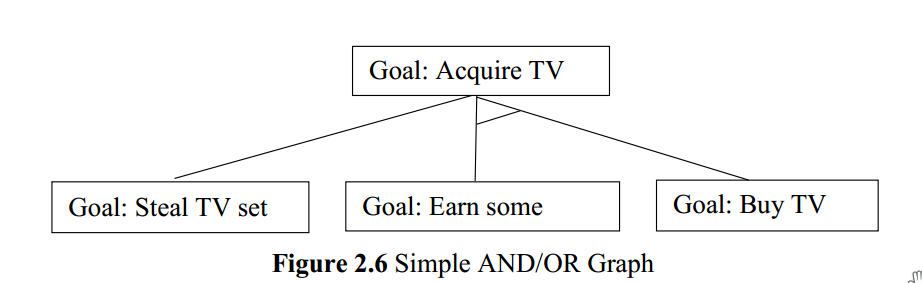 Goal: Acquire TV
Goal: Steal TV set
Goal: Earn some
Goal: Buy TV
Figure 2.6 Simple AND/OR Graph